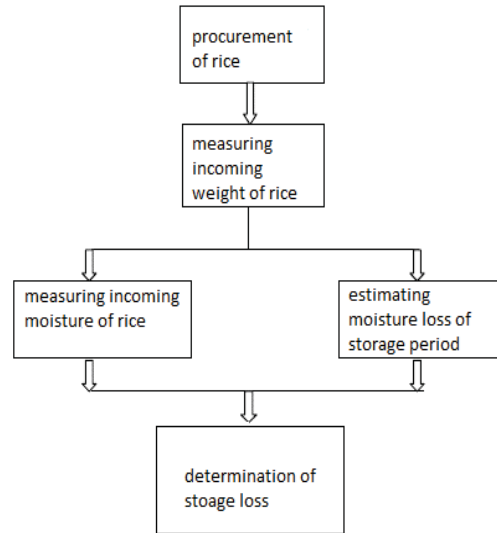 procurement
of rice
measuring
incoming
weight of rice
measuring incoming
moisture of rice
estimating
moisture loss of
storage period
determination of
stoage loss